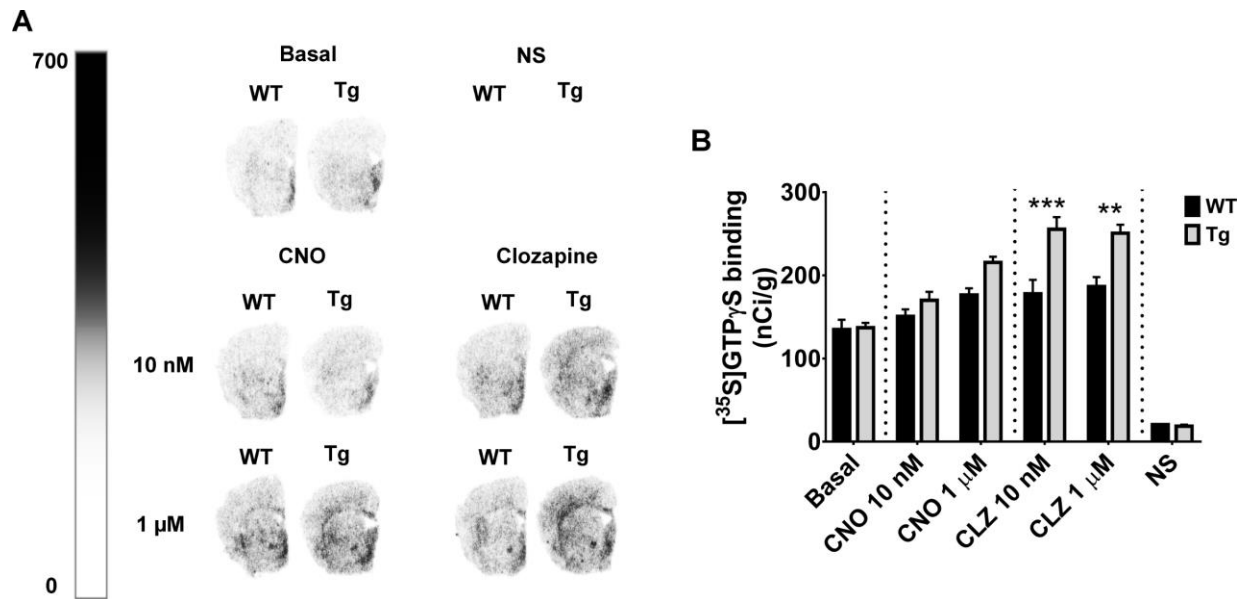 A
700
0
Basal
NS
WT
Tg
WT
Tg
CNO
Clozapine
WT
Tg
WT
Tg
10 nM
WT
Tg
WT
Tg
1 µM
B
[³⁵S]GTPγS binding
(nCi/g)
300
200
100
0
***
**
WT
Tg
Basal
CNO 10 nM
CNO 1 µM
CLZ 10 nM
CLZ 1 µM
NS